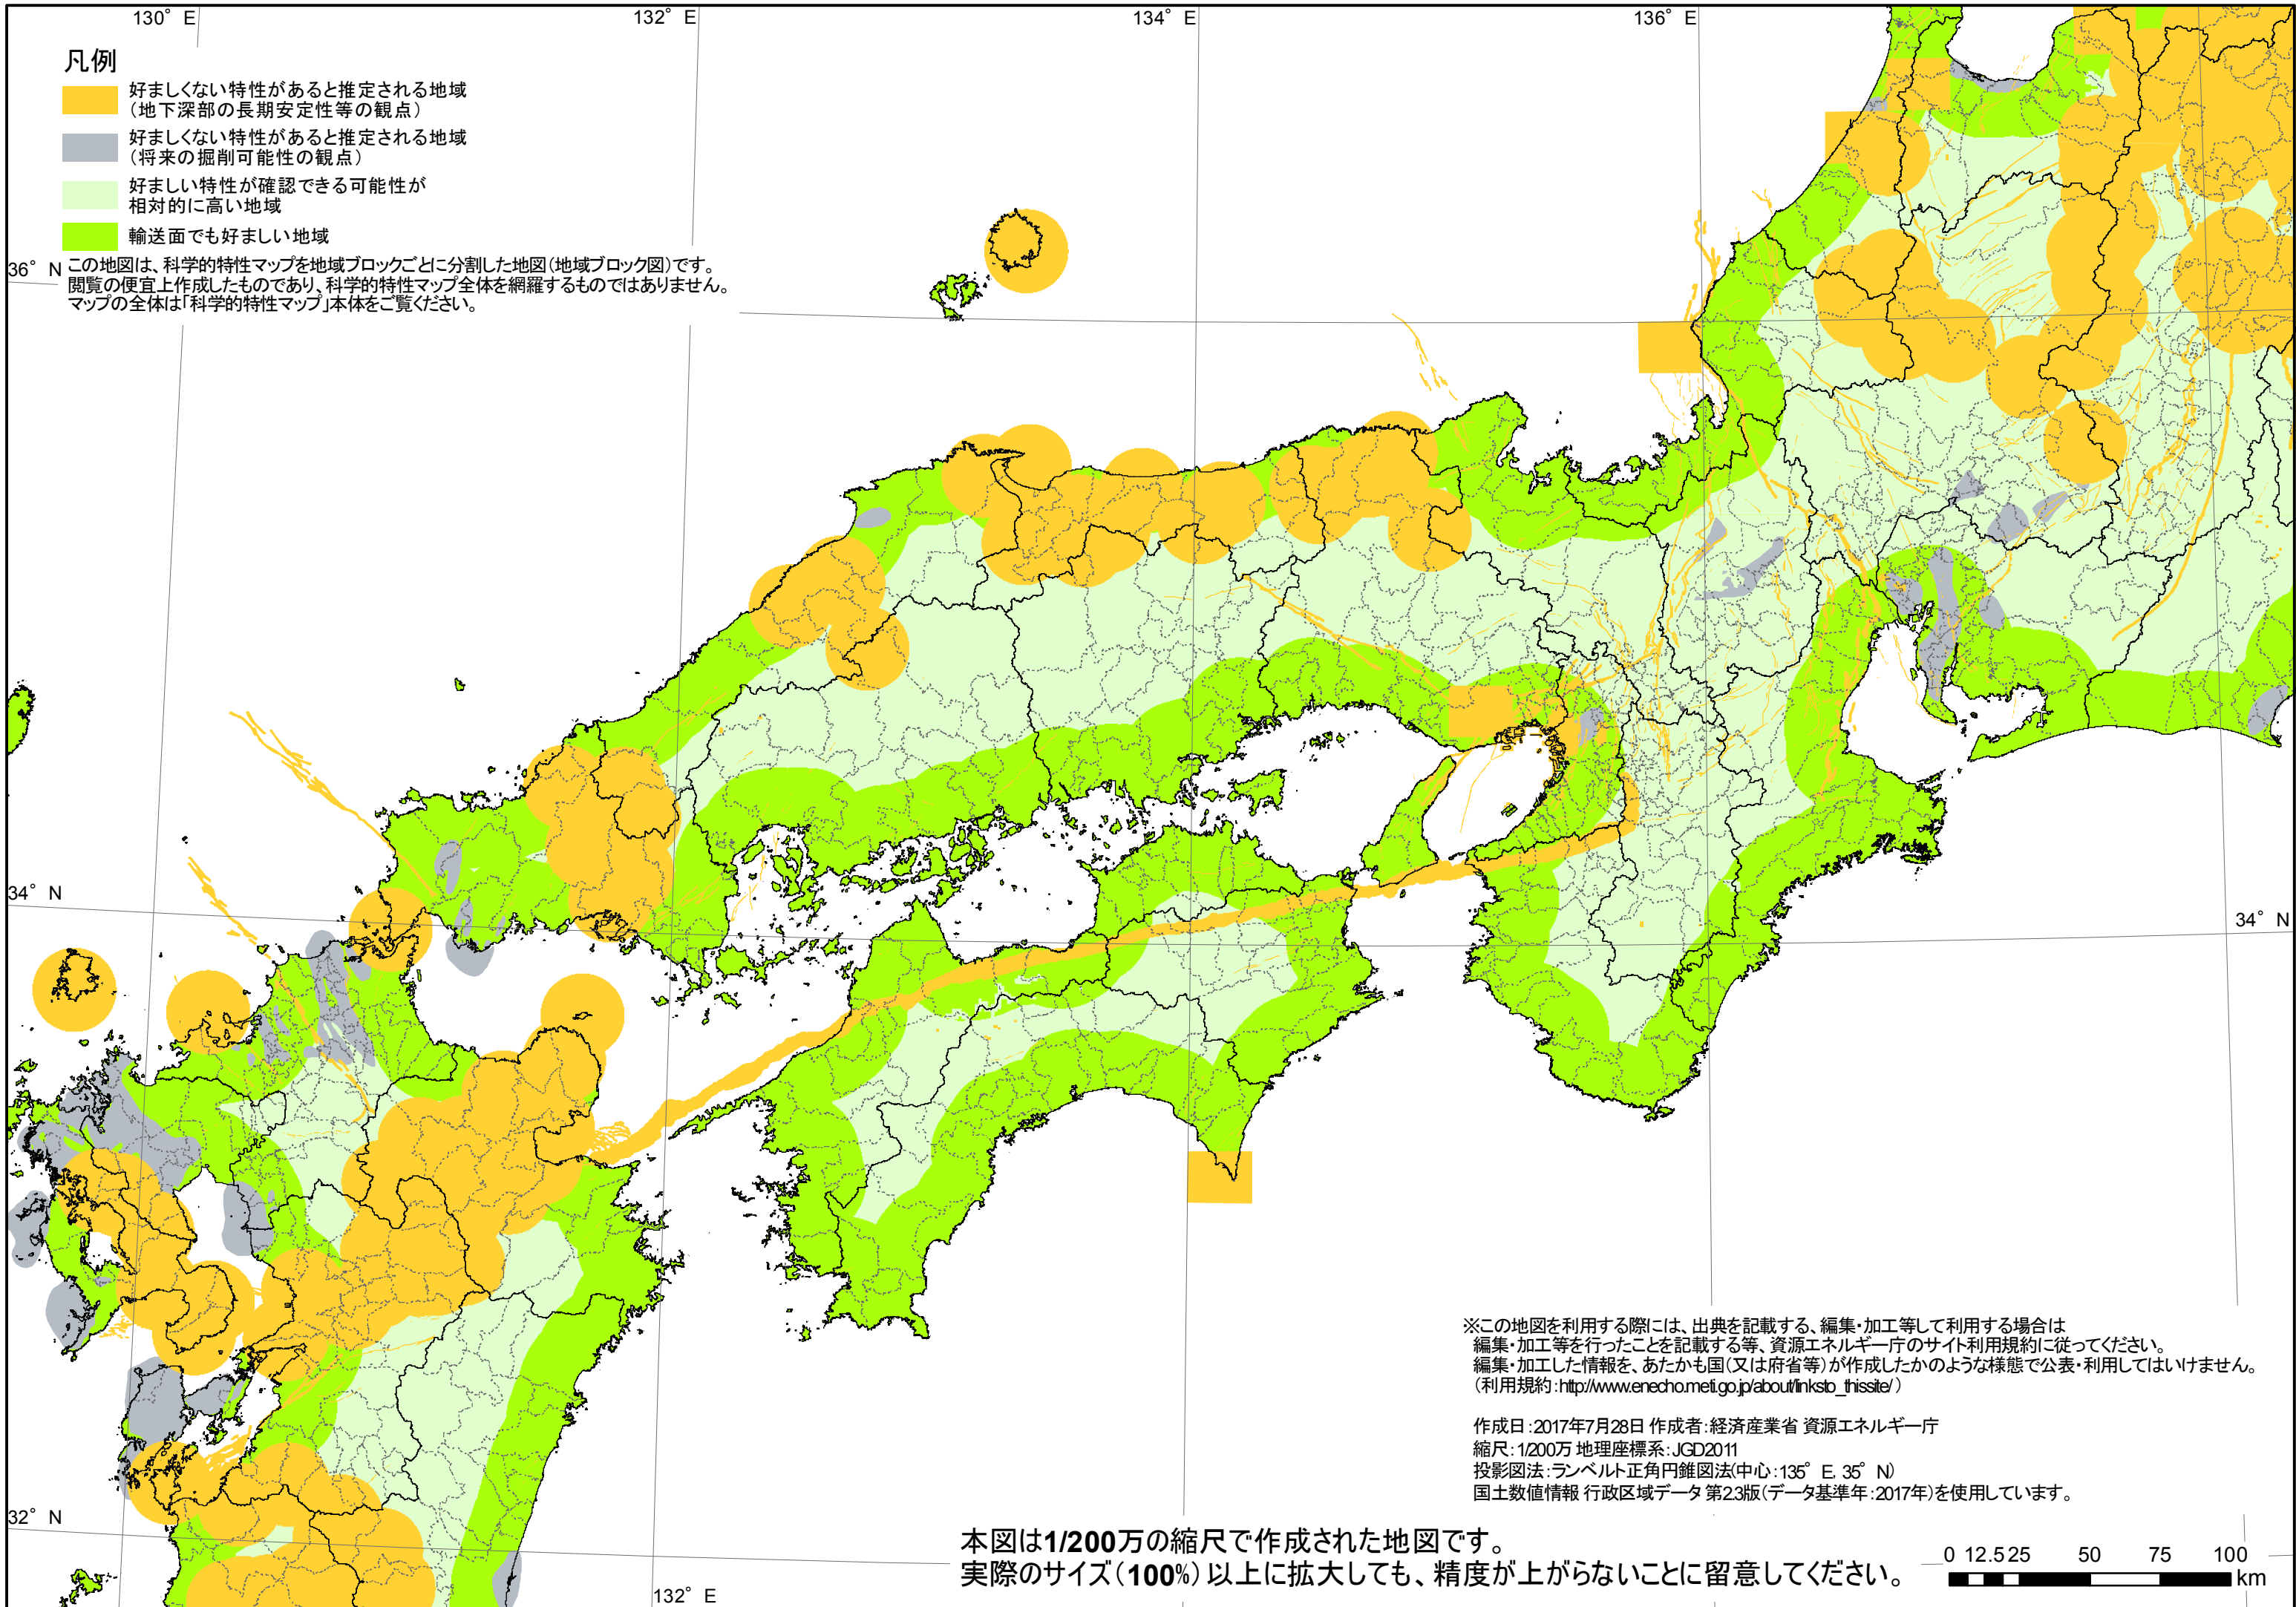 130° E
132° E
134° E
136° E
凡例
好ましくない特性があると推定される地域
(地下深部の長期安定性等の観点)
好ましくない特性があると推定される地域
(将来の掘削可能性の観点)
好ましい特性が確認できる可能性が
相対的に高い地域
輸送面でも好ましい地域
36° N
この地図は、科学的特性マップを地域ブロックごとに分割した地図(地域ブロック図)です。
閲覧の便宜上作成したものであり、科学的特性マップ全体を網羅するものではありません。
マップの全体は「科学的特性マップ」本体をご覧ください。
34° N
34° N
※この地図を利用する際には、出典を記載する、編集・加工等して利用する場合は
編集・加工等を行ったことを記載する等、資源エネルギー庁のサイト利用規約に従ってください。
編集・加工した情報を、あたかも国(又は府省等)が作成したかのような様態で公表・利用してはいけません。
(利用規約:http://www.enecho.meti.go.jp/about/linksto_thissite/)
作成日:2017年7月28日 作成者:経済産業省 資源エネルギー庁
縮尺:1/200万 地理座標系:JGD2011
投影図法:ランベルト正角円錐図法(中心:135° E, 35° N)
国土数値情報 行政区域データ 第2.3版(データ基準年:2017年)を使用しています。
32° N
本図は1/200万の縮尺で作成された地図です。
実際のサイズ(100%)以上に拡大しても、精度が上がらないことに留意してください。
0 12.5 25 50 75 100
km
132° E